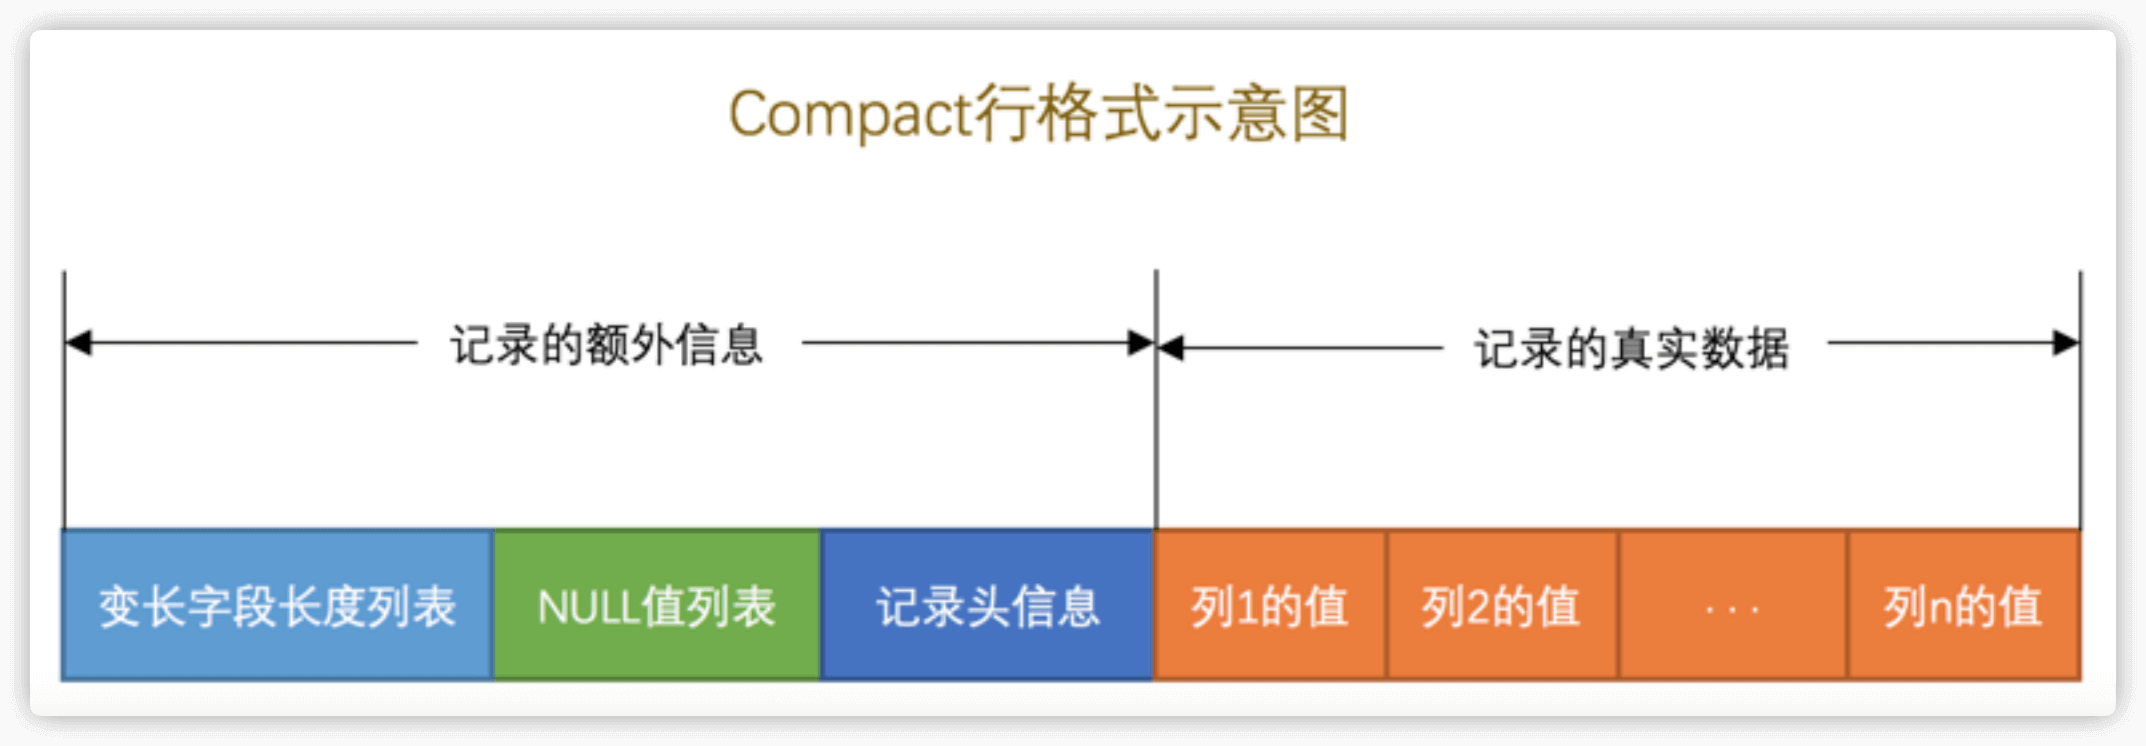 Compact行格式示意图
记录的额外信息 记录的真实数据
变长字段长度列表 NULL值列表 记录头信息 列1的值 列2的值 ··· 列n的值